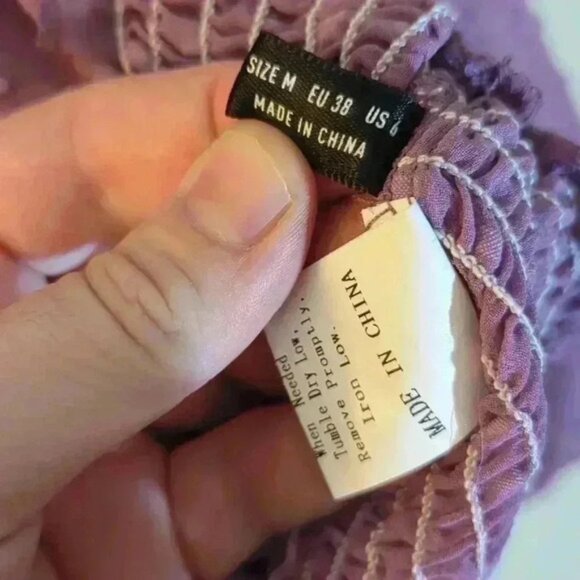 SIZE M EU 38 US 6
MADE IN CHINA
When Needed
Tumble Dry Low,
Remove Promptly.
Iron Low.
MADE IN CHINA